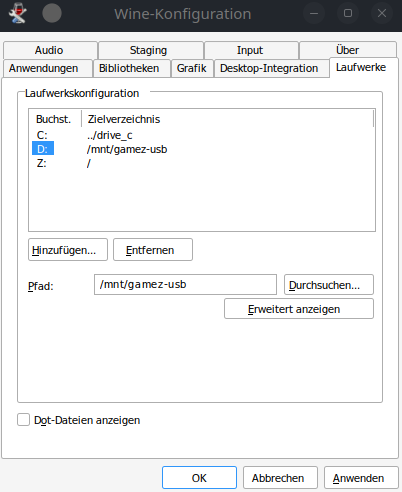 Wine-Konfiguration
Audio Staging Input Über
Anwendungen Bibliotheken Grafik Desktop-Integration Laufwerke
Laufwerkskonfiguration
Buchst. Zielverzeichnis
C: ../drive_c
D: /mnt/gamez-usb
Z: /
Hinzufügen... Entfernen
Pfad: /mnt/gamez-usb Durchsuchen...
Erweitert anzeigen
Dot-Dateien anzeigen
OK Abbrechen Anwenden